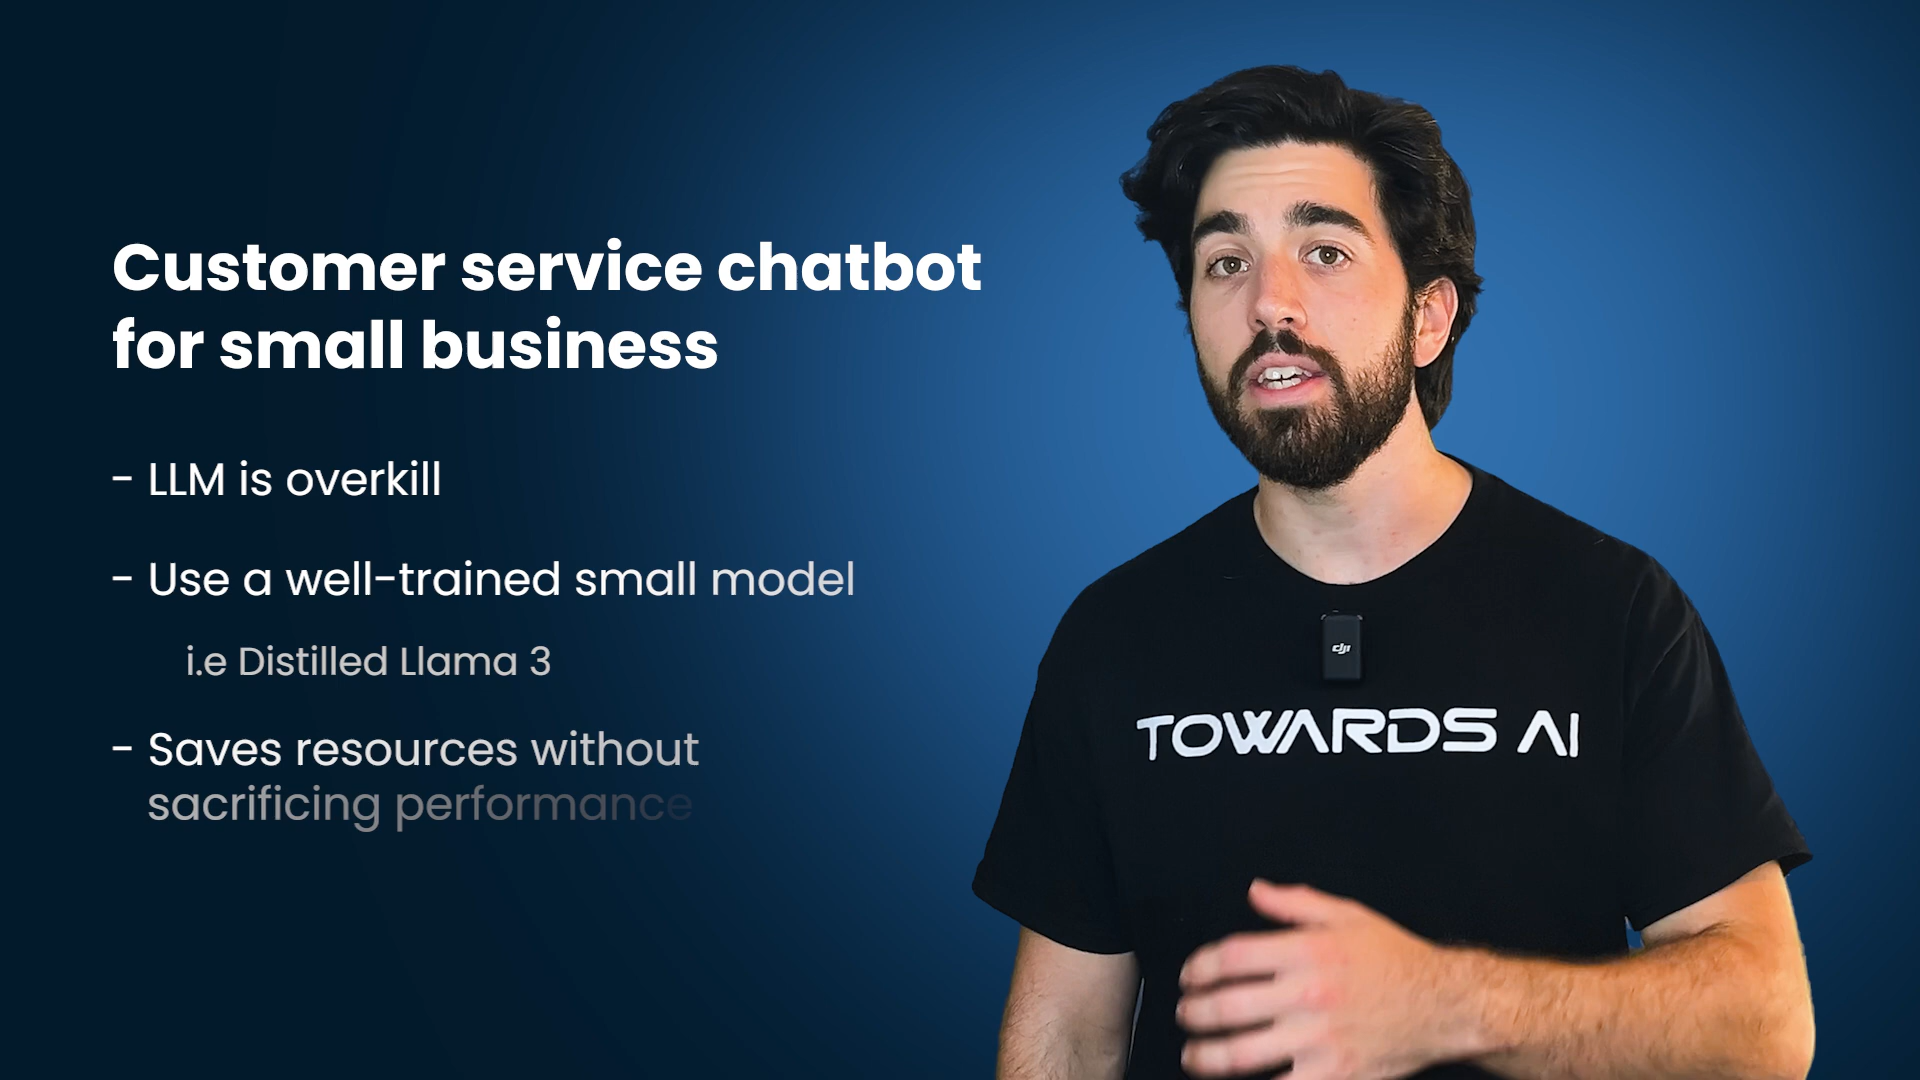 Customer service chatbot
for small business
- LLM is overkill
- Use a well-trained small model
i.e Distilled Llama 3
- Saves resources without
sacrificing performance
dji
TOWARDS AI